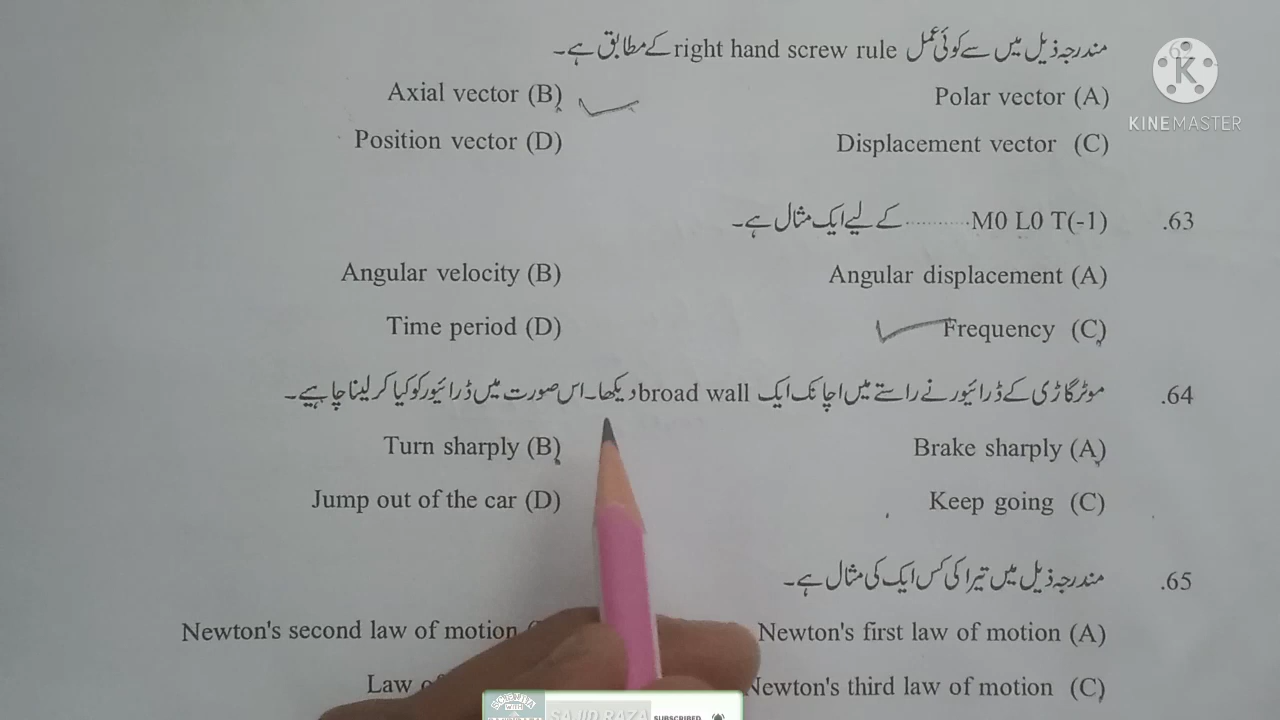 مندرجہ ذیل میں سے کوئی عمل right hand screw rule کے مطابق ہے۔
Polar vector (A) Axial vector (B)
Displacement vector (C) Position vector (D)
.63 M0 L0 T(-1) .......... کے لیے ایک مثال ہے۔
Angular displacement (A) Angular velocity (B)
Frequency (C) Time period (D)
.64 موٹر گاڑی کے ڈرائیور نے راستے میں اچانک ایک broad wall دیکھا۔ اس صورت میں ڈرائیور کو کیا کر لینا چاہیے۔
Brake sharply (A) Turn sharply (B)
Keep going (C) Jump out of the car (D)
.65 مندرجہ ذیل میں تیرا کی کس ایک کی مثال ہے۔
Newton's first law of motion (A) Newton's second law of motion
Newton's third law of motion (C) Law
K
KINEMASTER
SAJID RAZA
SUBSCRIBED